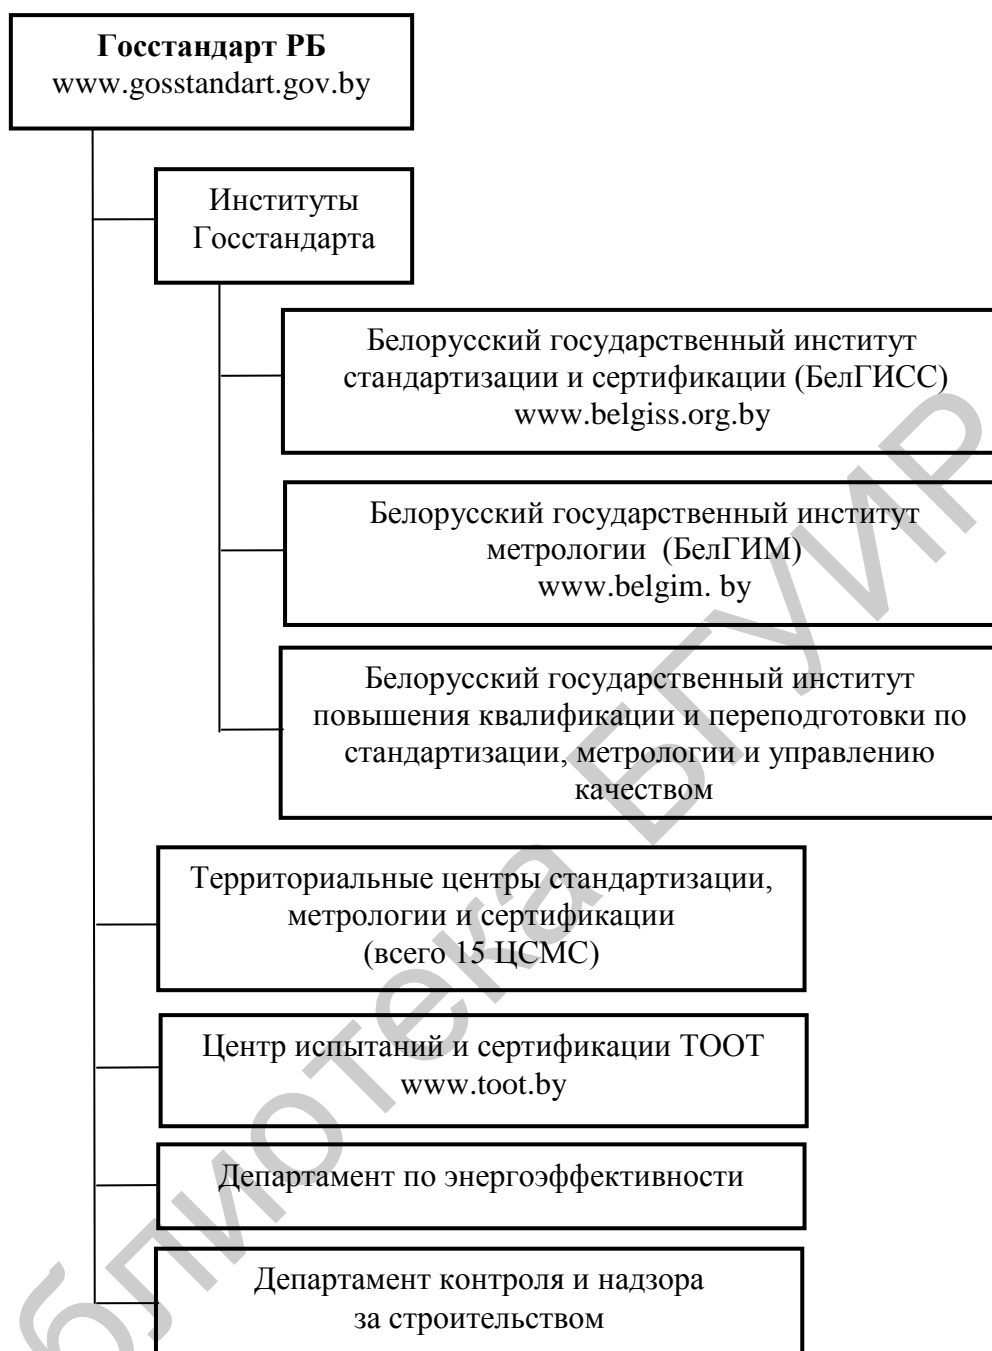 Госстандарт РБ
www.gosstandart.gov.by
Институты
Госстандарта
Белорусский государственный институт
стандартизации и сертификации (БелГИСС)
www.belgiss.org.by
Белорусский государственный институт
метрологии (БелГИМ)
www.belgim. by
Белорусский государственный институт
повышения квалификации и переподготовки по
стандартизации, метрологии и управлению
качеством
Территориальные центры стандартизации,
метрологии и сертификации
(всего 15 ЦСМС)
Центр испытаний и сертификации ТООТ
www.toot.by
Департамент по энергоэффективности
Департамент контроля и надзора
за строительством
блиотека БГУИР